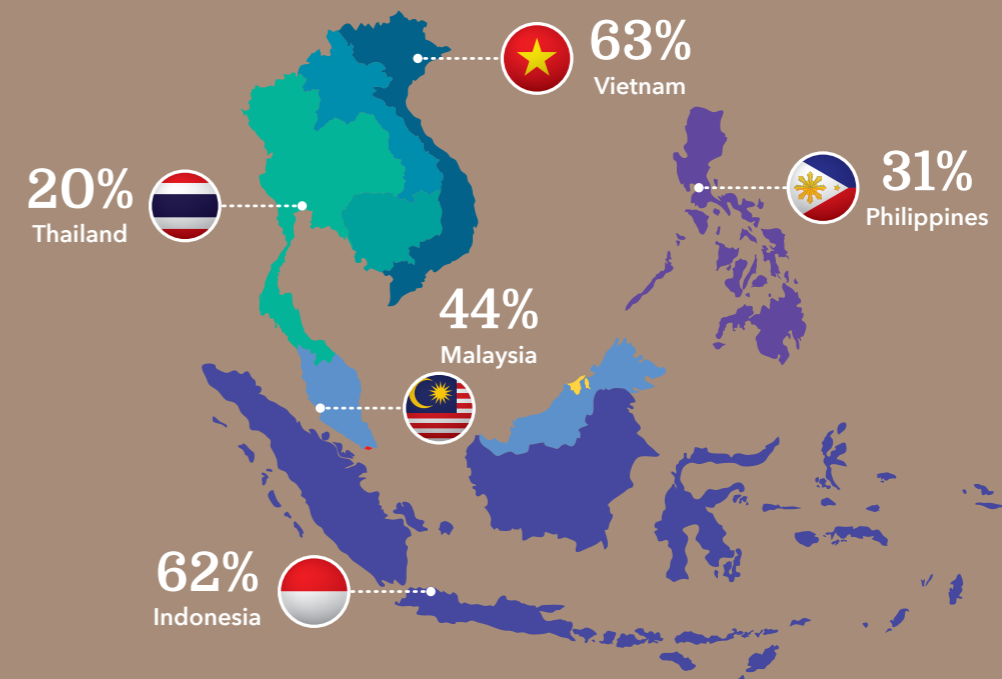 63%
Vietnam
20%
Thailand
31%
Philippines
44%
Malaysia
62%
Indonesia